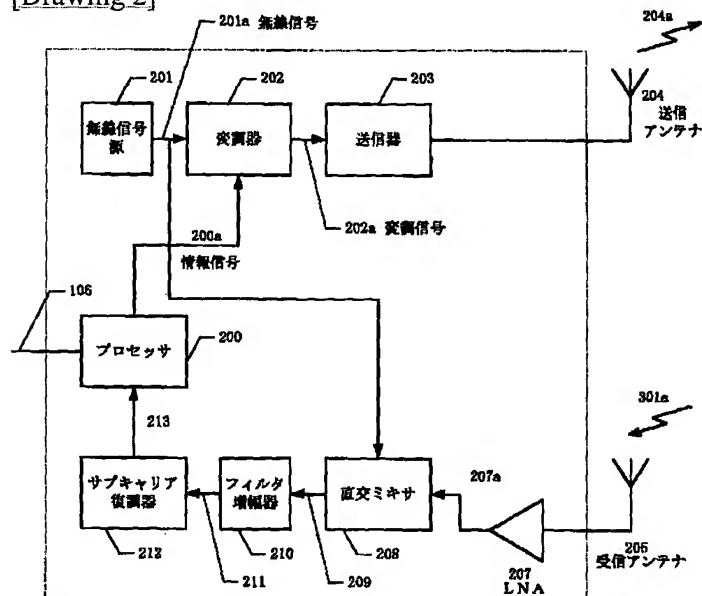 [Drawing 2]
201a 無線信号
204a
201
202
203
無線信号
源
変調器
送信器
204
送信
アンテナ
202a 変調信号
200a
情報信号
106
プロセッサ
200
213
301a
サブキャリア
復調器
フィルタ
増幅器
直交ミキサ
207a
212
211
210
209
208
207
LNA
206
受信アンテナ